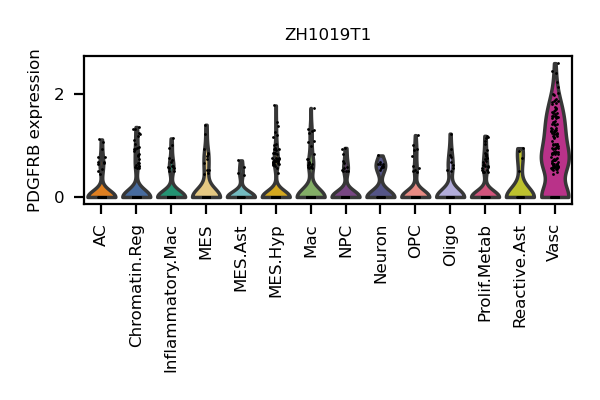 ZH1019T1
PDGFRB expression
2
0
AC
Chromatin.Reg
Inflammatory.Mac
MES
MES.Ast
MES.Hyp
Mac
NPC
Neuron
OPC
Oligo
Prolif.Metab
Reactive.Ast
Vasc